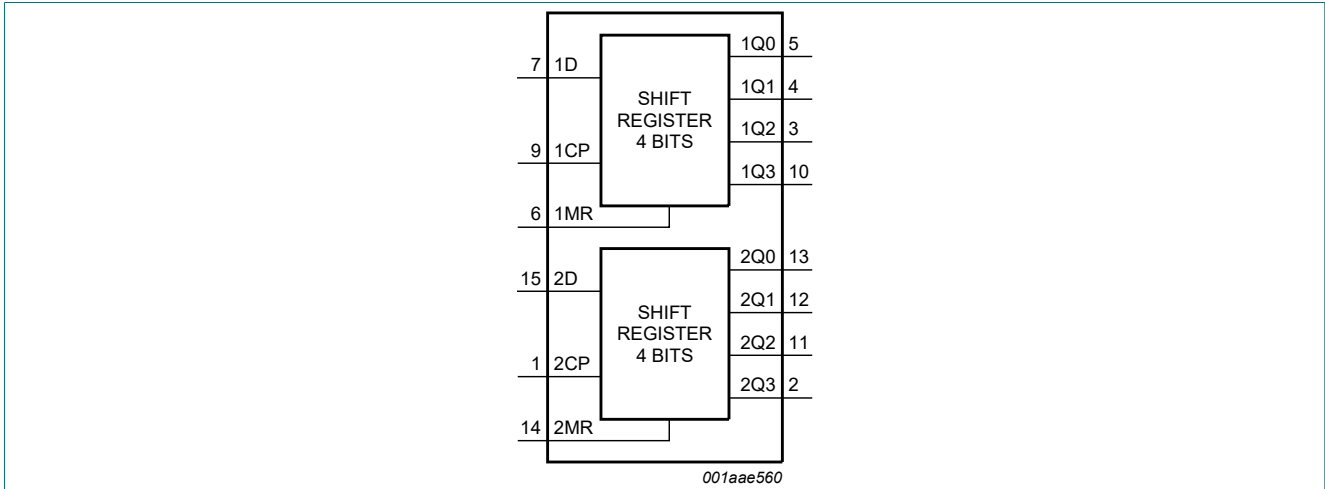 7 1D
9 1CP
6 1MR
SHIFT
REGISTER
4 BITS
1Q0 5
1Q1 4
1Q2 3
1Q3 10
15 2D
1 2CP
14 2MR
SHIFT
REGISTER
4 BITS
2Q0 13
2Q1 12
2Q2 11
2Q3 2
001aae560